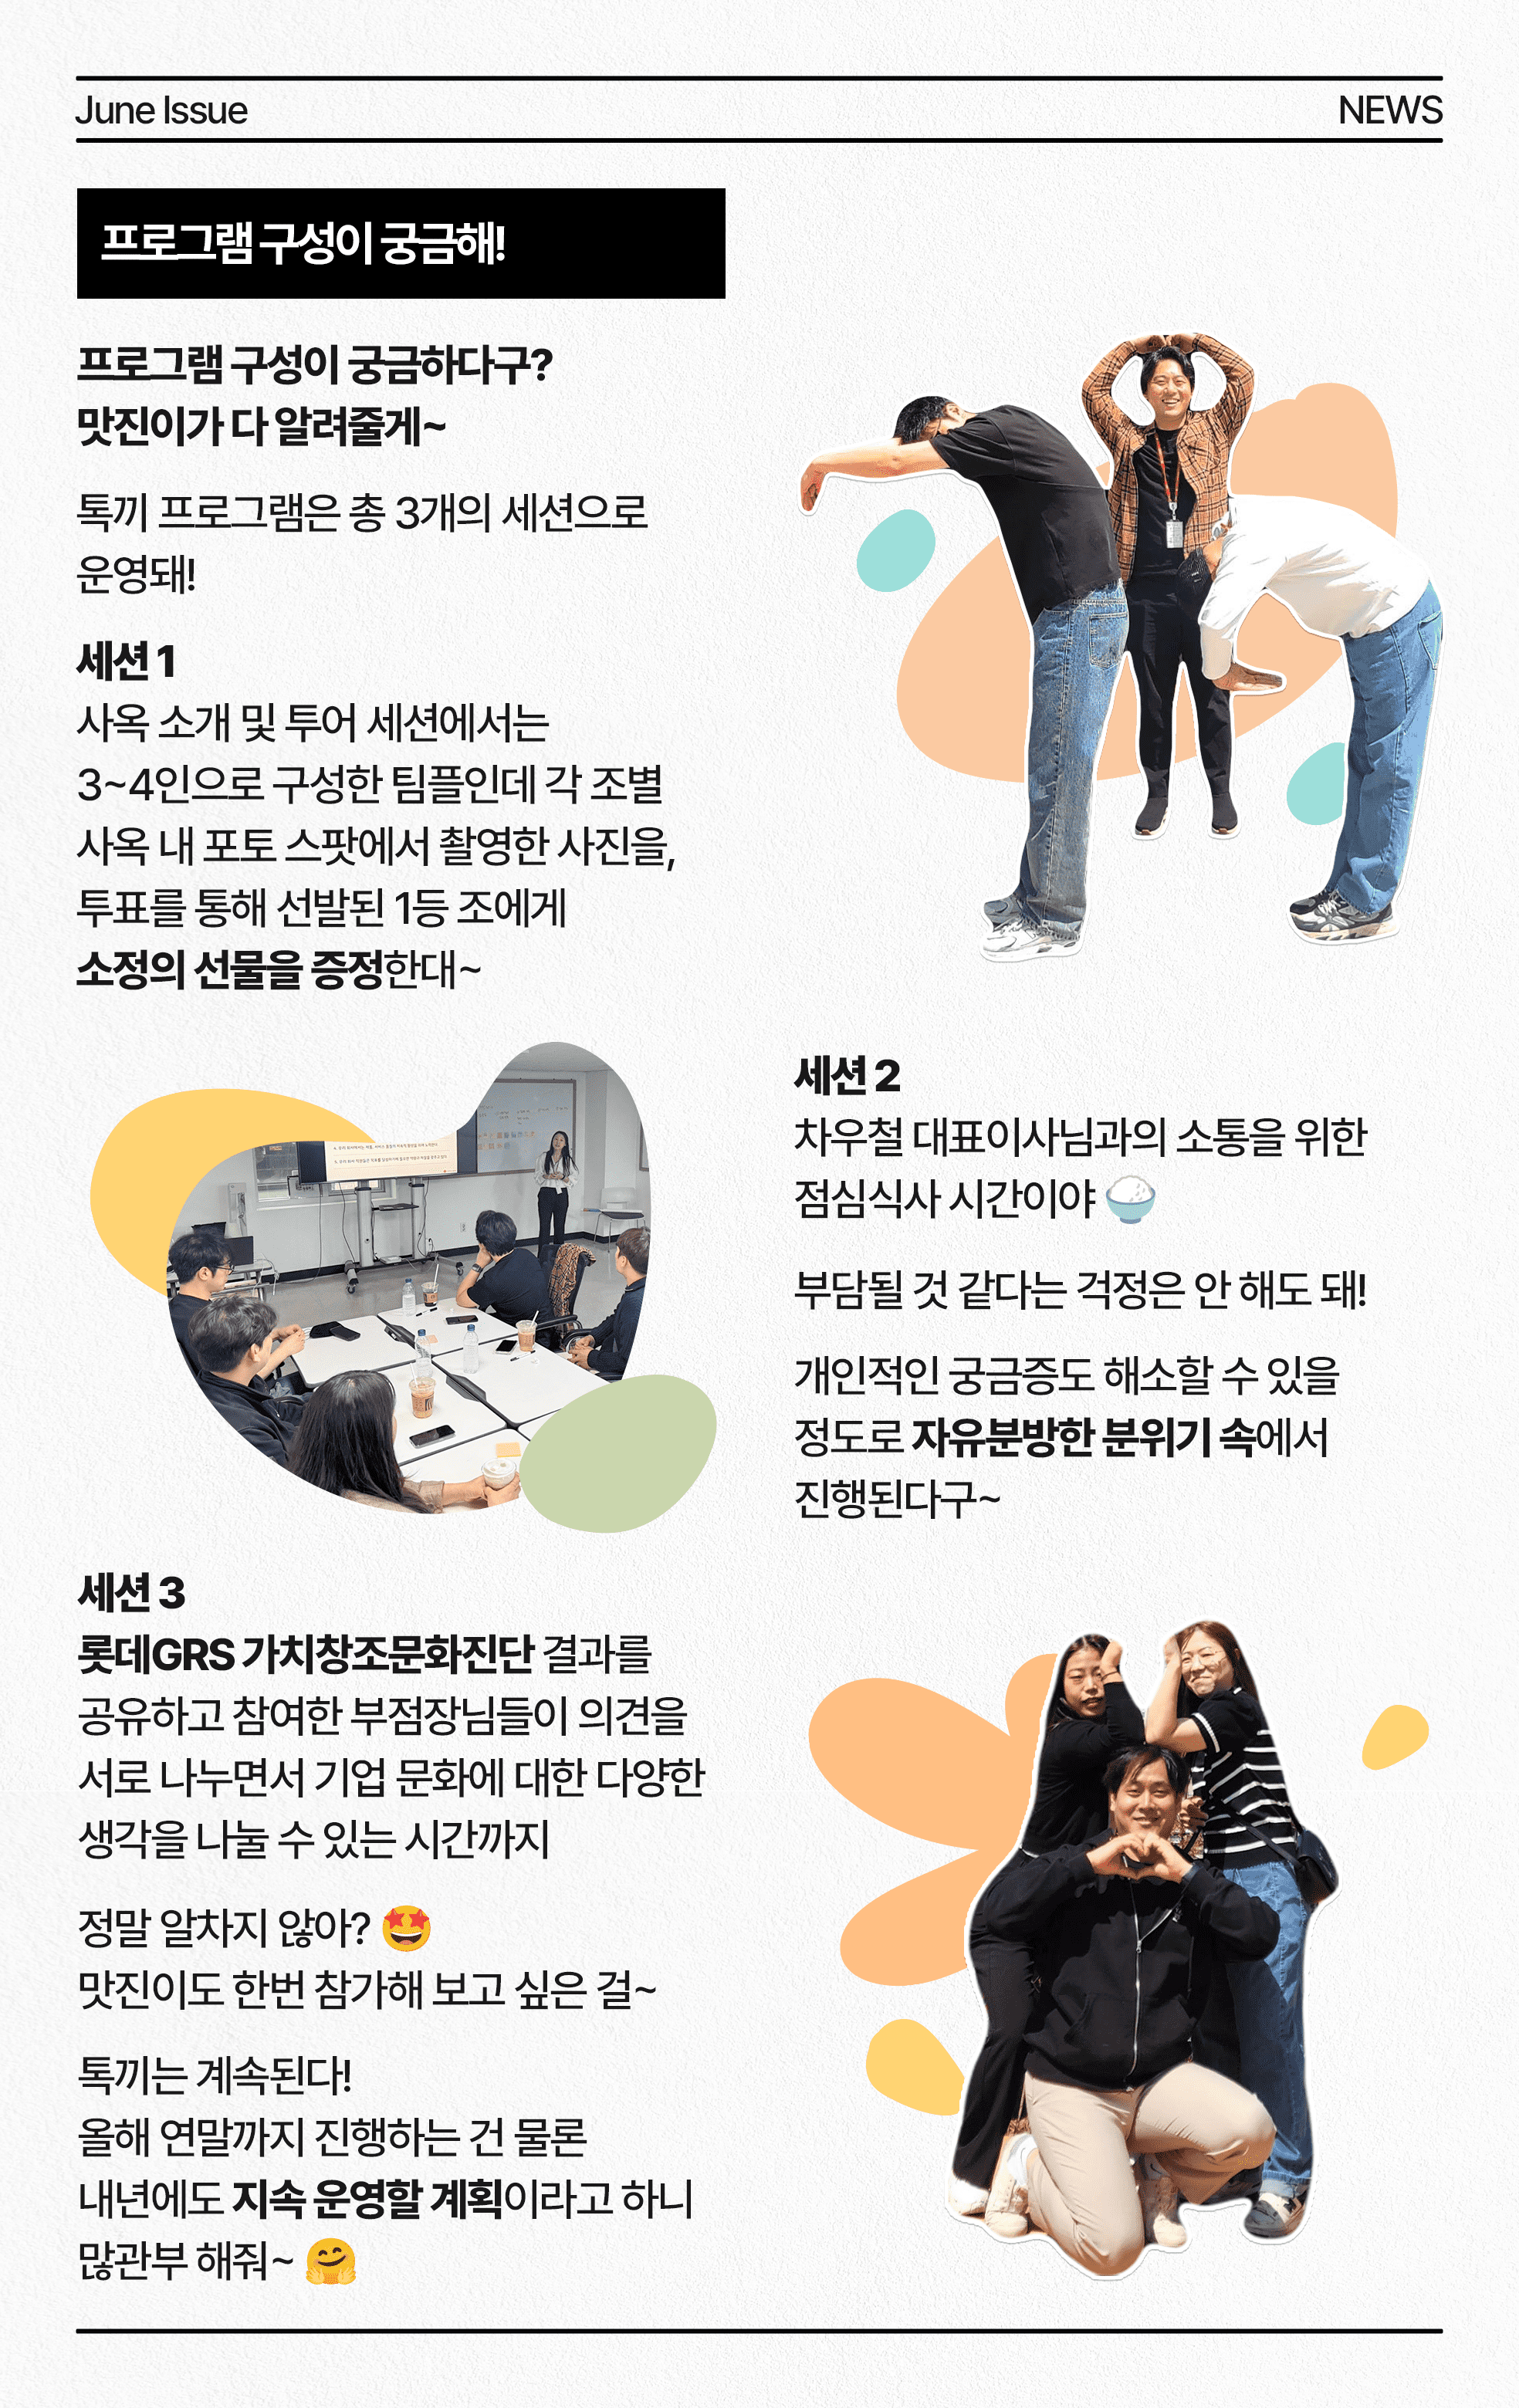 June Issue
NEWS
프로그램 구성이 궁금해!
프로그램 구성이 궁금하다구?
맛진이가 다 알려줄게~
톡끼 프로그램은 총 3개의 세션으로
운영돼!
세션 1
사옥 소개 및 투어 세션에서는
3~4인으로 구성한 팀플인데 각 조별
사옥 내 포토 스팟에서 촬영한 사진을,
투표를 통해 선발된 1등 조에게
소정의 선물을 증정한대~
세션 2
차우철 대표이사님과의 소통을 위한
점심식사 시간이야 🍚
부담될 것 같다는 걱정은 안 해도 돼!
개인적인 궁금증도 해소할 수 있을
정도로 자유분방한 분위기 속에서
진행된다구~
세션 3
롯데GRS 가치창조문화진단 결과를
공유하고 참여한 부점장님들이 의견을
서로 나누면서 기업 문화에 대한 다양한
생각을 나눌 수 있는 시간까지
정말 알차지 않아? 🤩
맛진이도 한번 참가해 보고 싶은 걸~
톡끼는 계속된다!
올해 연말까지 진행하는 건 물론
내년에도 지속 운영할 계획이라고 하니
많관부 해줘~ 🤗